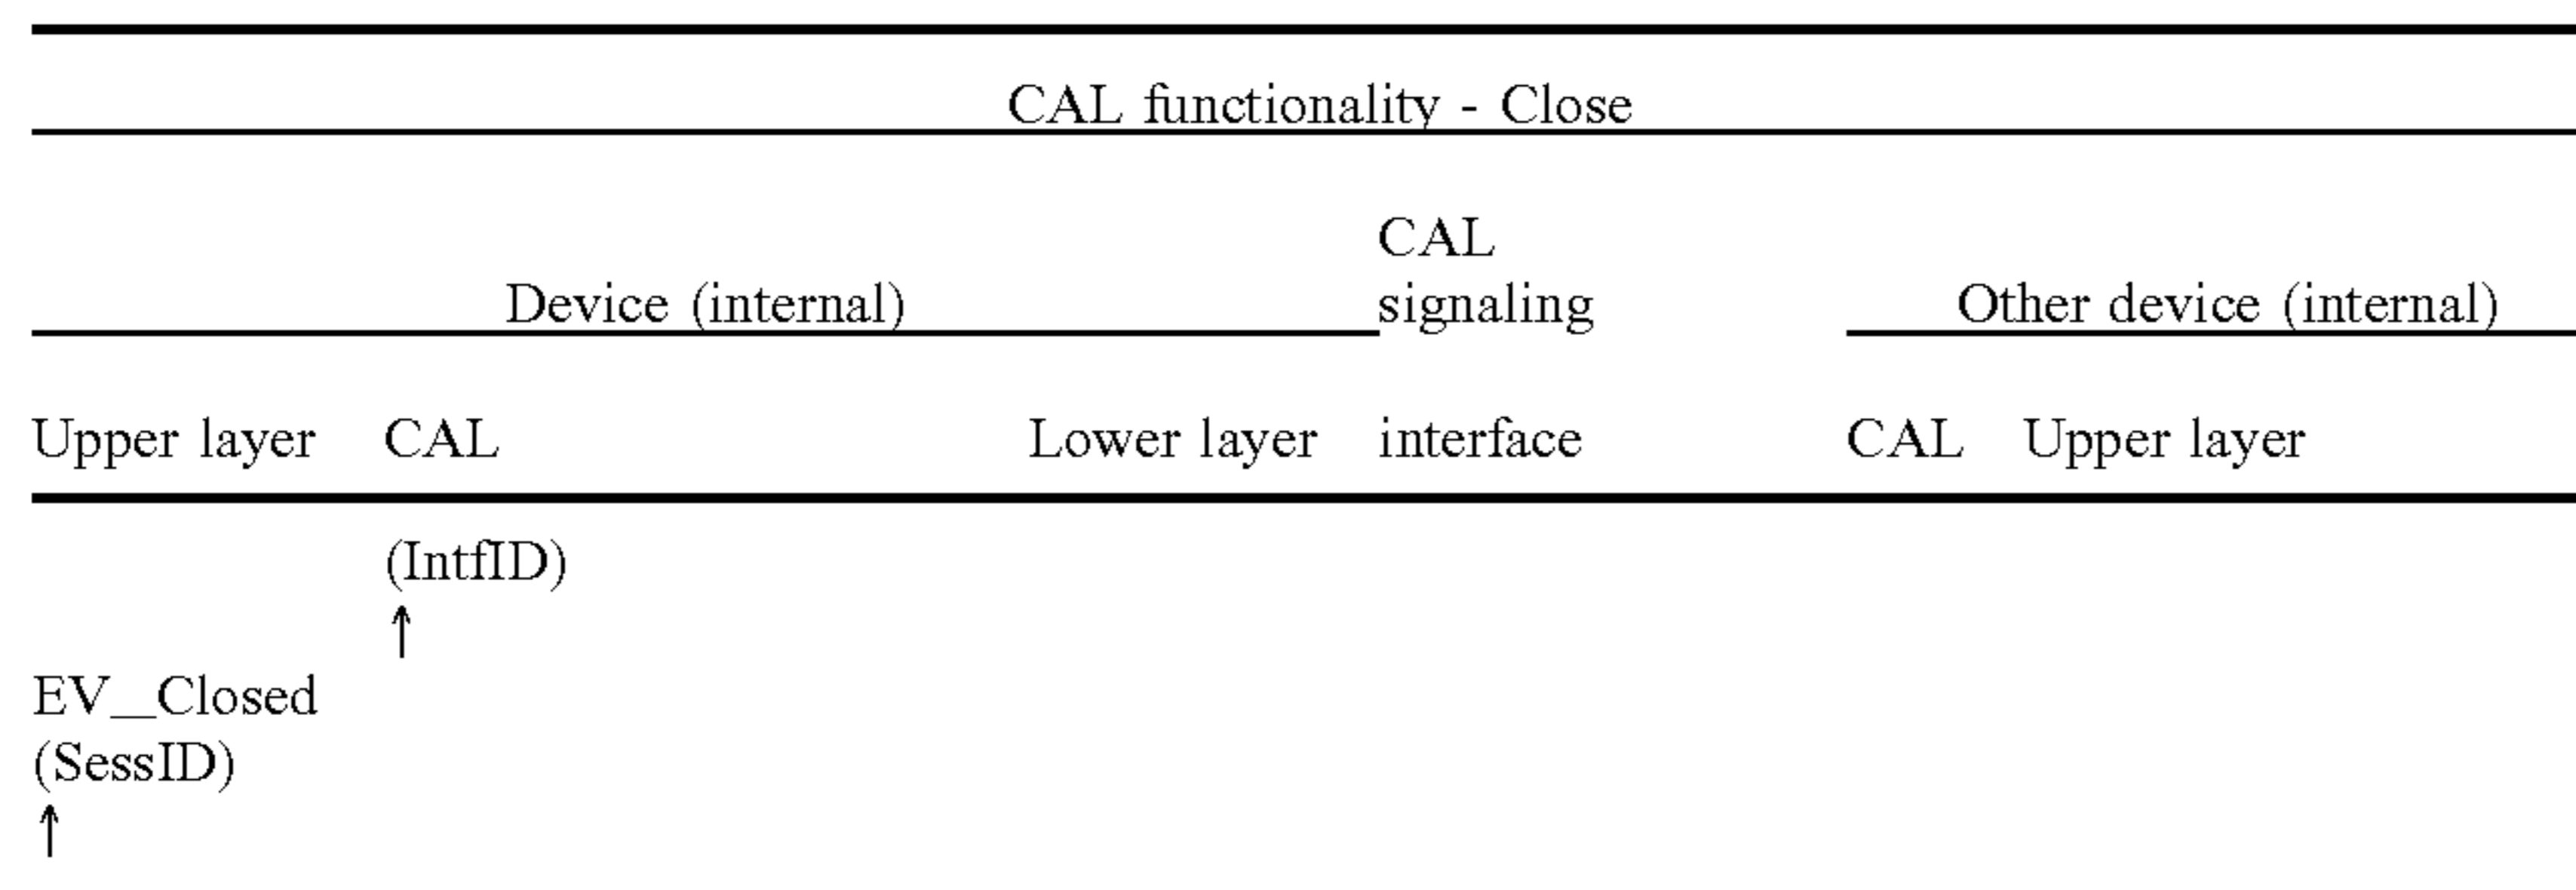 CAL functionality - Close
CAL
Device (internal) signaling Other device (internal)
Upper layer CAL Lower layer interface CAL Upper layer
(IntfID)
↑
EV__Closed
(SessID)
↑